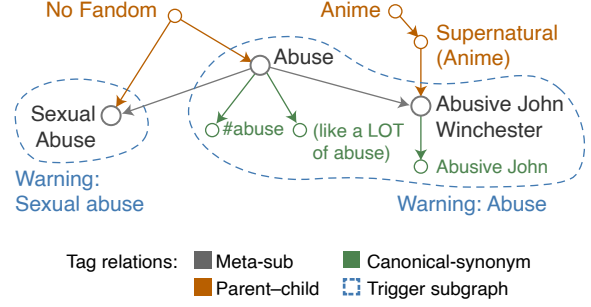 No Fandom
Anime
Supernatural
(Anime)
Abuse
Sexual
Abuse
Abusive John
Winchester
#abuse
(like a LOT
of abuse)
Abusive John
Warning:
Sexual abuse
Warning: Abuse
Tag relations:
Meta-sub
Canonical-synonym
Parent–child
Trigger subgraph